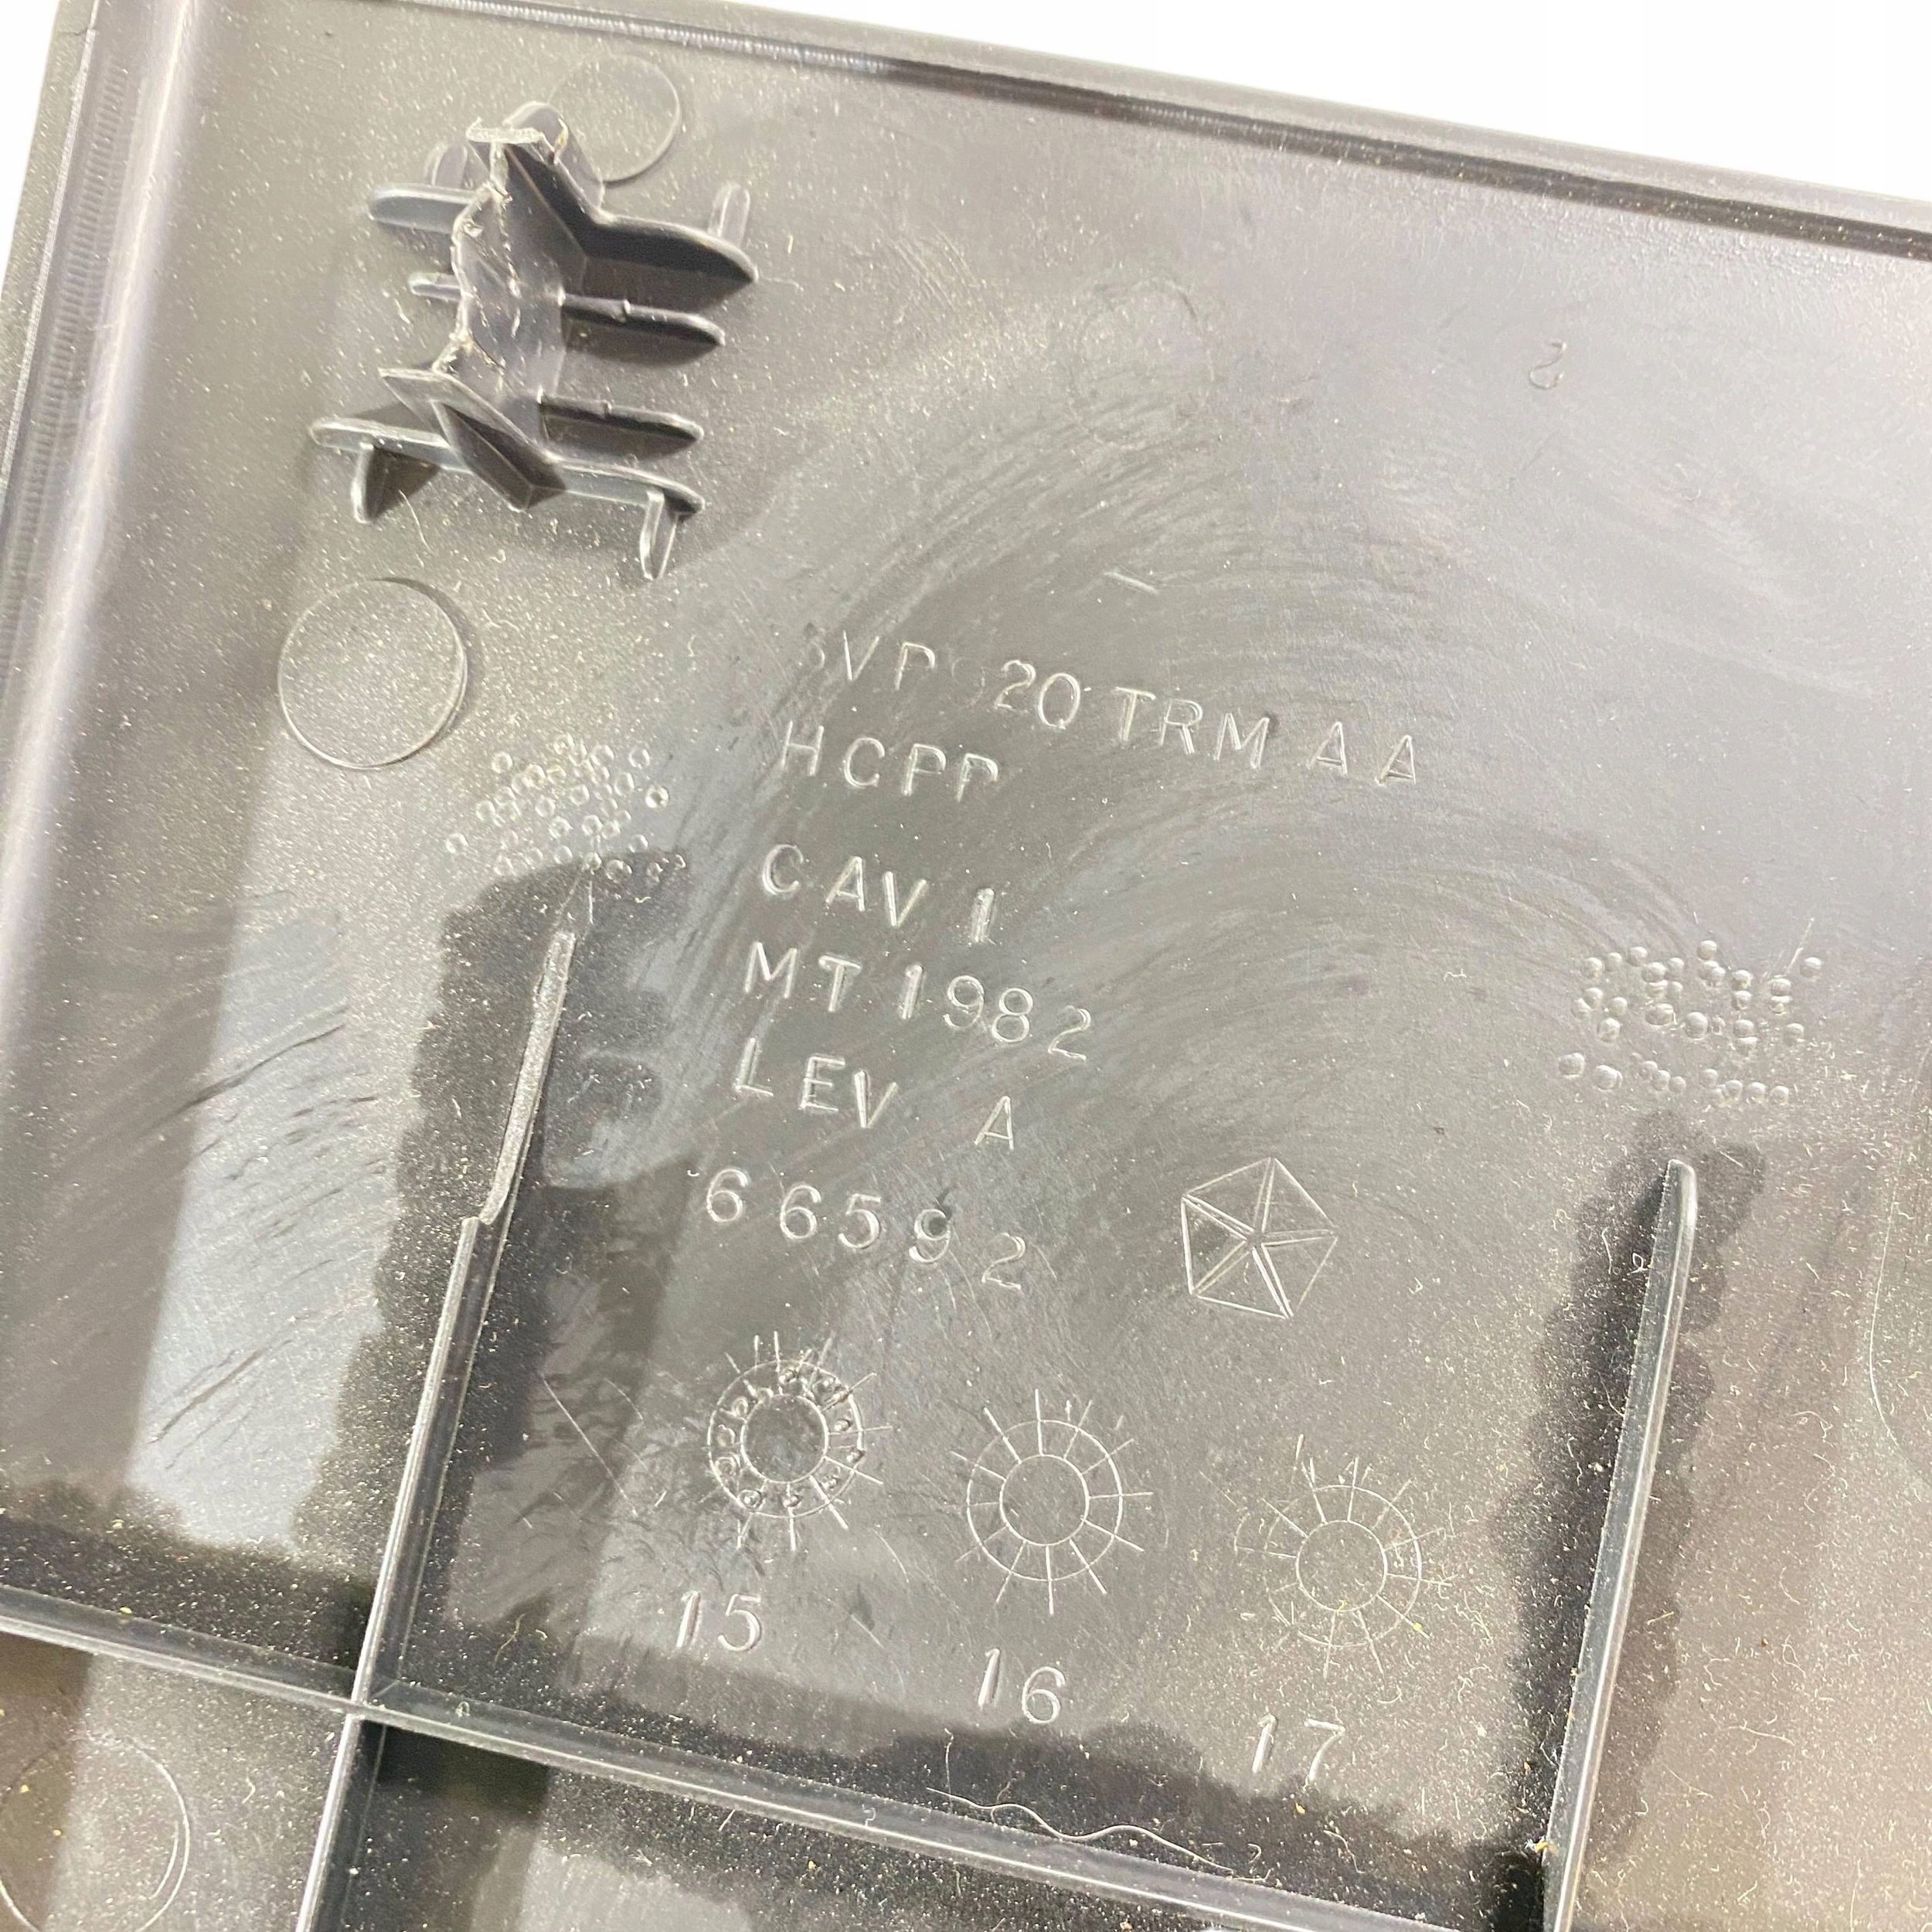 20 TRM AA
HCPP
CAV 1
MT 1982
LEV A
66592
15
16
17